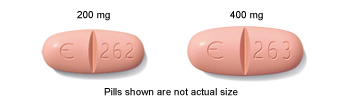 200 mg 400 mg
Є 262 Є 263
Pills shown are not actual size